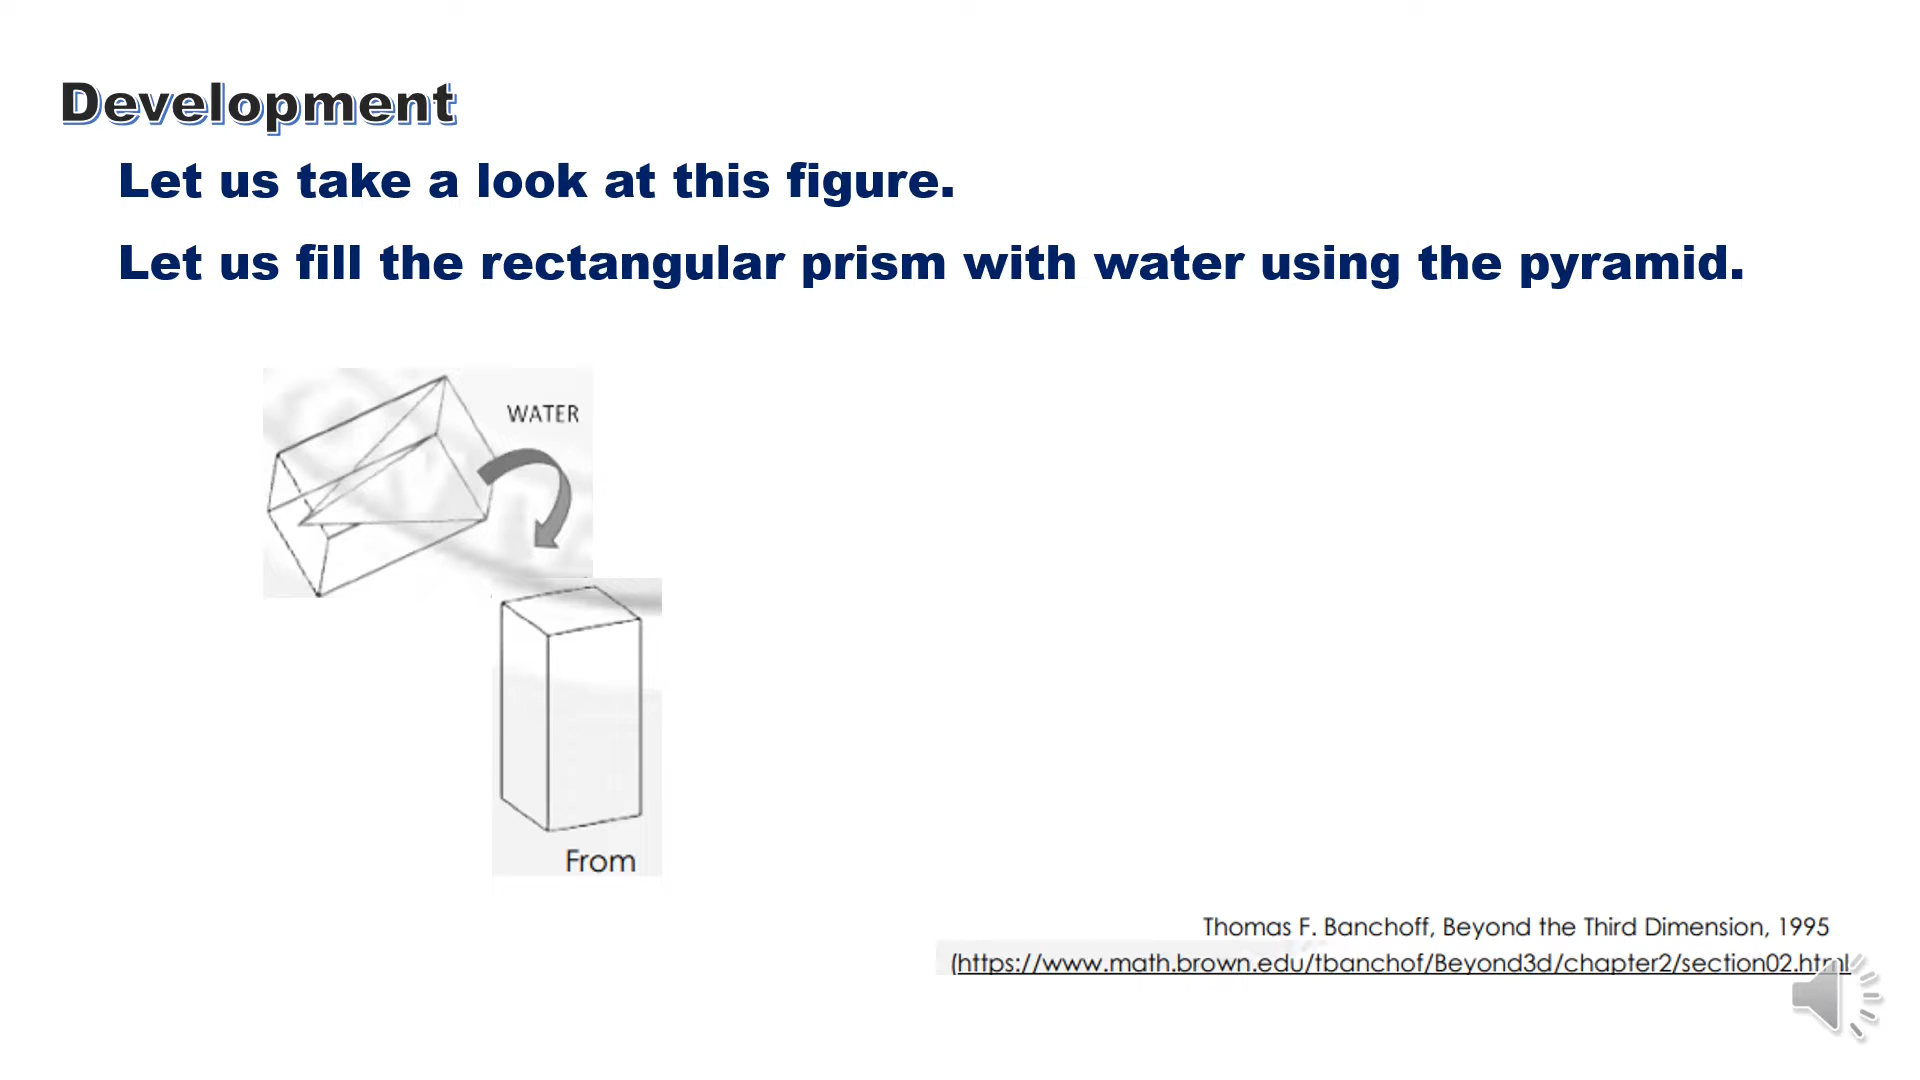 Development
Let us take a look at this figure.
Let us fill the rectangular prism with water using the pyramid.
WATER
From
Thomas F. Banchoff, Beyond the Third Dimension, 1995
(https://www.math.brown.edu/tbanchof/Beyond3d/chapter2/section02.html